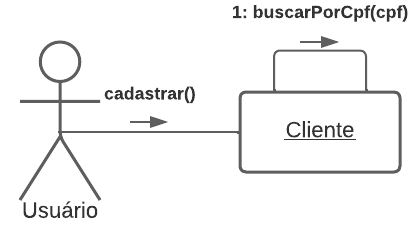 1: buscarPorCpf(cpf)
cadastrar()
Cliente
Usuário